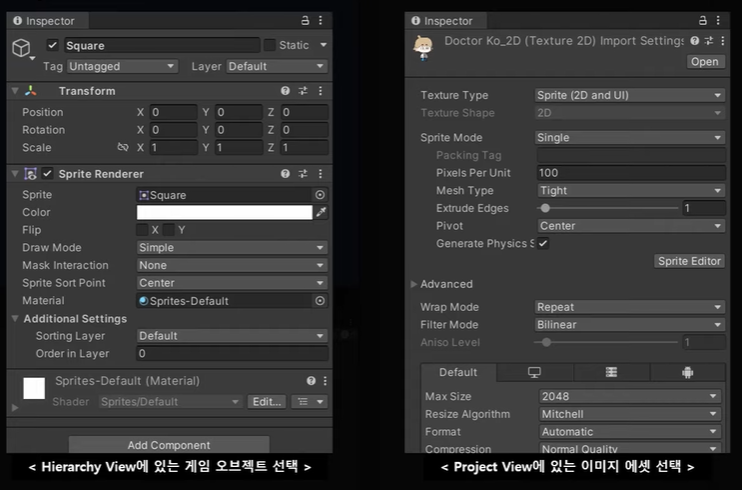 Inspector
Square
Static
Tag Untagged Layer Default
Transform
Position X 0 Y 0 Z 0
Rotation X 0 Y 0 Z 0
Scale X 1 Y 1 Z 1
Sprite Renderer
Sprite Square
Color
Flip X Y
Draw Mode Simple
Mask Interaction None
Sprite Sort Point Center
Material Sprites-Default
Additional Settings
Sorting Layer Default
Order in Layer 0
Sprites-Default (Material)
Shader Sprites/Default Edit...
Add Component
< Hierarchy View에 있는 게임 오브젝트 선택 >
Inspector
Doctor Ko_2D (Texture 2D) Import Settings
Open
Texture Type Sprite (2D and UI)
Texture Shape 2D
Sprite Mode Single
Packing Tag
Pixels Per Unit 100
Mesh Type Tight
Extrude Edges 1
Pivot Center
Generate Physics S
Sprite Editor
Advanced
Wrap Mode Repeat
Filter Mode Bilinear
Aniso Level 1
Default
Max Size 2048
Resize Algorithm Mitchell
Format Automatic
Compression Normal Quality
< Project View에 있는 이미지 에셋 선택 >